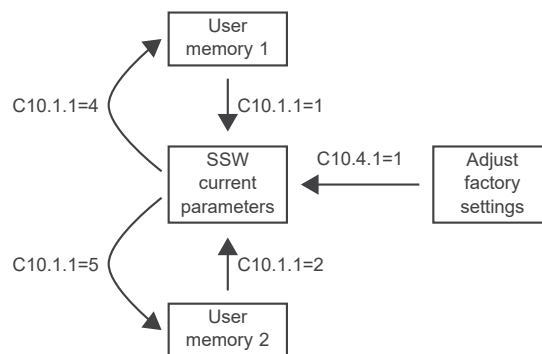 User
memory 1
C10.1.1=4
C10.1.1=1
SSW
current
parameters
C10.4.1=1
Adjust
factory
settings
C10.1.1=5
C10.1.1=2
User
memory 2